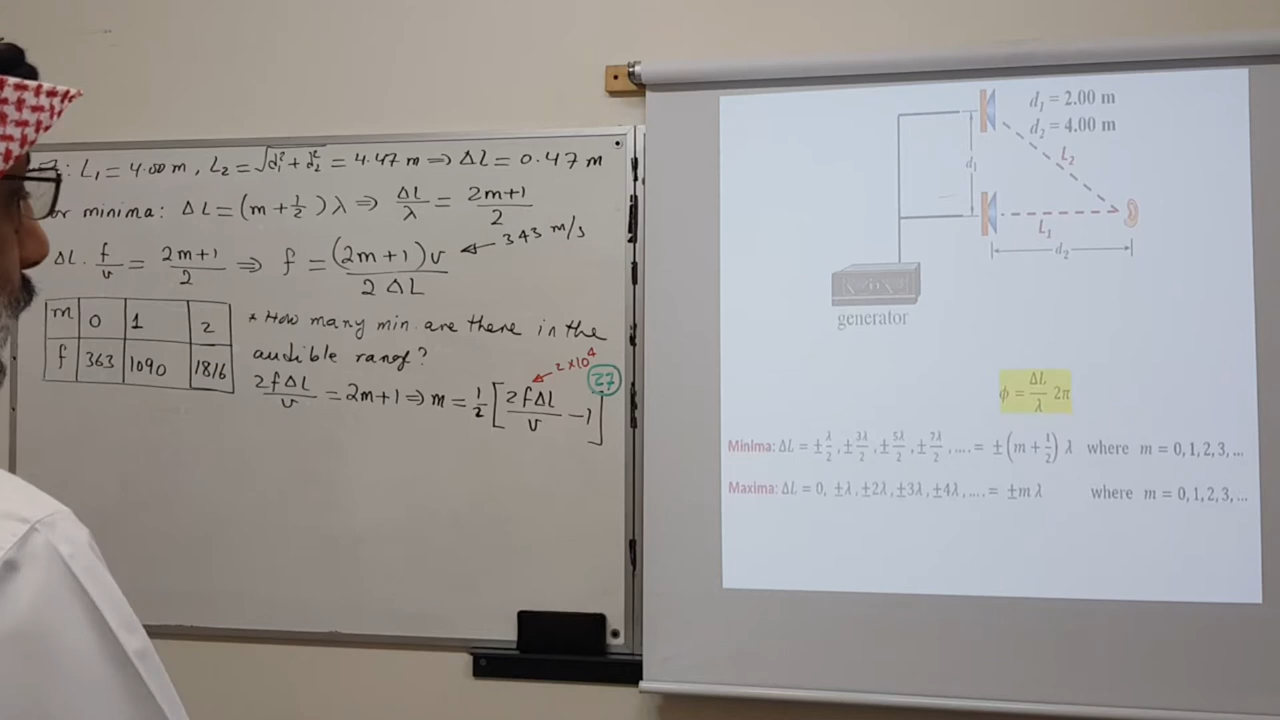 : L₁ = 4.00 m , L₂ = √(d₁² + d₂²) = 4.47 m ⇒ ΔL = 0.47 m
or minima: ΔL = (m + 1/2) λ ⇒ ΔL/λ = (2m+1)/2
ΔL . f/v = (2m+1)/2 ⇒ f = (2m+1)v / (2 ΔL) ← 343 m/s
m 0 1 2
f 363 1090 1816
* How many min. are there in the
audible range?
2×10⁴
27
2fΔL/v = 2m+1 ⇒ m = 1/2 [2fΔL/v − 1]
d₁ = 2.00 m
d₂ = 4.00 m
d₁
L₂
L₁
d₂
generator
ϕ = ΔL/λ 2π
Minima: ΔL = ±λ/2 , ±3λ/2 , ±5λ/2 , ±7λ/2 , .... = ±(m + 1/2) λ where m = 0, 1, 2, 3, ...
Maxima: ΔL = 0, ±λ , ±2λ , ±3λ , ±4λ , .... = ±m λ where m = 0, 1, 2, 3, ...